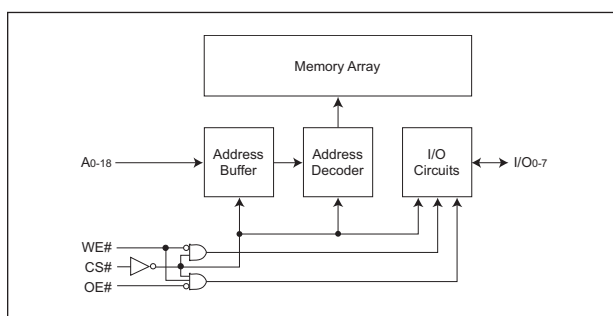 Memory Array
Address
Buffer
Address
Decoder
I/O
Circuits
A0-18
I/O0-7
WE#
CS#
OE#